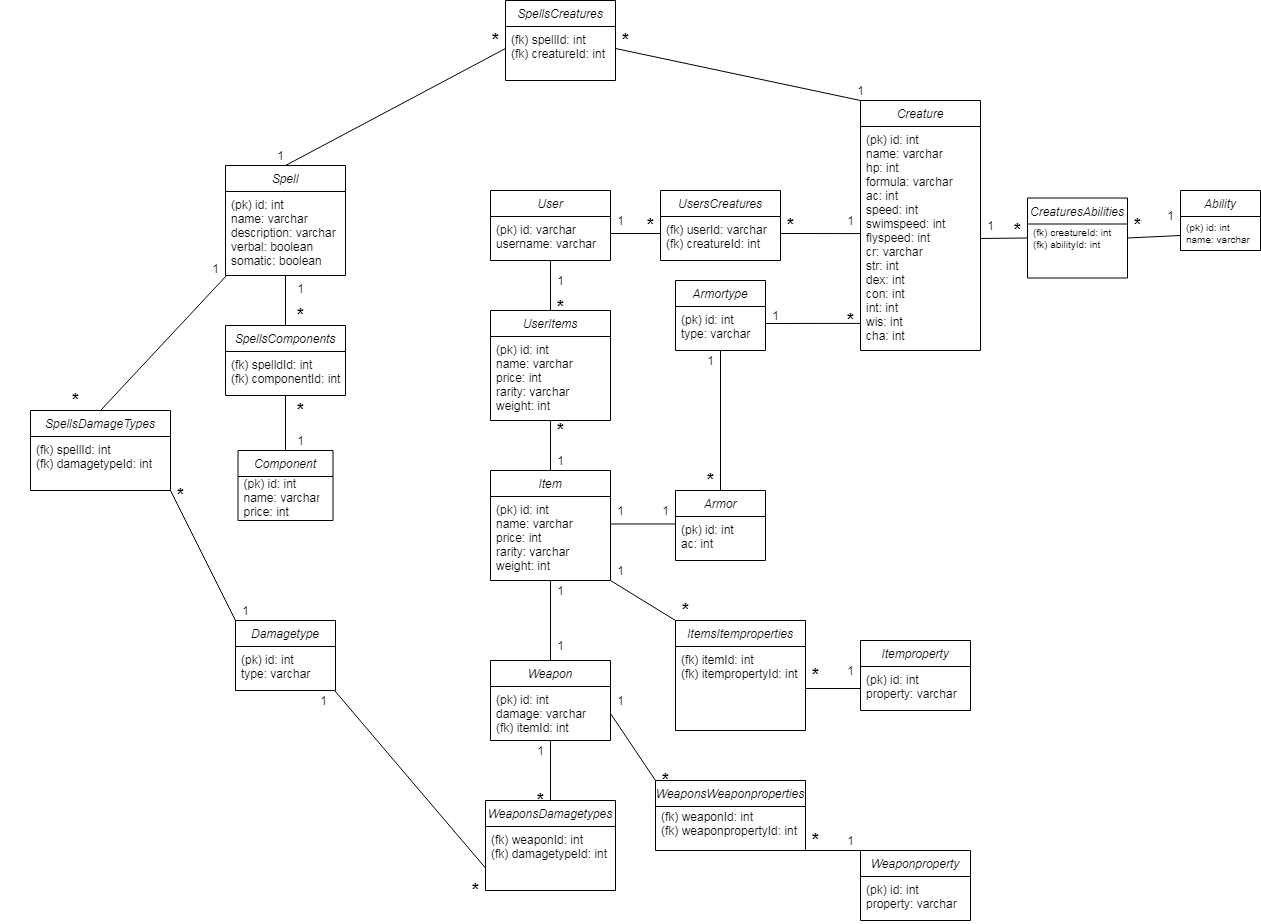 SpellsCreatures
(fk) spellId: int
(fk) creatureId: int
*
*
1
1
Creature
(pk) id: int
name: varchar
hp: int
formula: varchar
ac: int
speed: int
swimspeed: int
flyspeed: int
cr: varchar
str: int
dex: int
con: int
int: int
wis: int
cha: int
Spell
(pk) id: int
name: varchar
description: varchar
verbal: boolean
somatic: boolean
1
1
*
User
(pk) id: varchar
username: varchar
1
*
UsersCreatures
(fk) userId: varchar
(fk) creatureId: int
*
1
1
*
CreaturesAbilities
(fk) creatureId: int
(fk) abilityId: int
*
1
Ability
(pk) id: int
name: varchar
1
*
Armortype
(pk) id: int
type: varchar
1
*
1
*
UserItems
(pk) id: int
name: varchar
price: int
rarity: varchar
weight: int
*
1
SpellsComponents
(fk) spelldId: int
(fk) componentId: int
*
1
Component
(pk) id: int
name: varchar
price: int
*
SpellsDamageTypes
(fk) spellId: int
(fk) damagetypeId: int
*
1
Item
(pk) id: int
name: varchar
price: int
rarity: varchar
weight: int
1
1
Armor
(pk) id: int
ac: int
1
*
1
1
ItemsItemproperties
(fk) itemId: int
(fk) itempropertyId: int
*
1
Itemproperty
(pk) id: int
property: varchar
Damagetype
(pk) id: int
type: varchar
1
*
Weapon
(pk) id: int
damage: varchar
(fk) itemId: int
1
*
1
*
WeaponsDamagetypes
(fk) weaponId: int
(fk) damagetypeId: int
WeaponsWeaponproperties
(fk) weaponId: int
(fk) weaponpropertyId: int
*
1
Weaponproperty
(pk) id: int
property: varchar